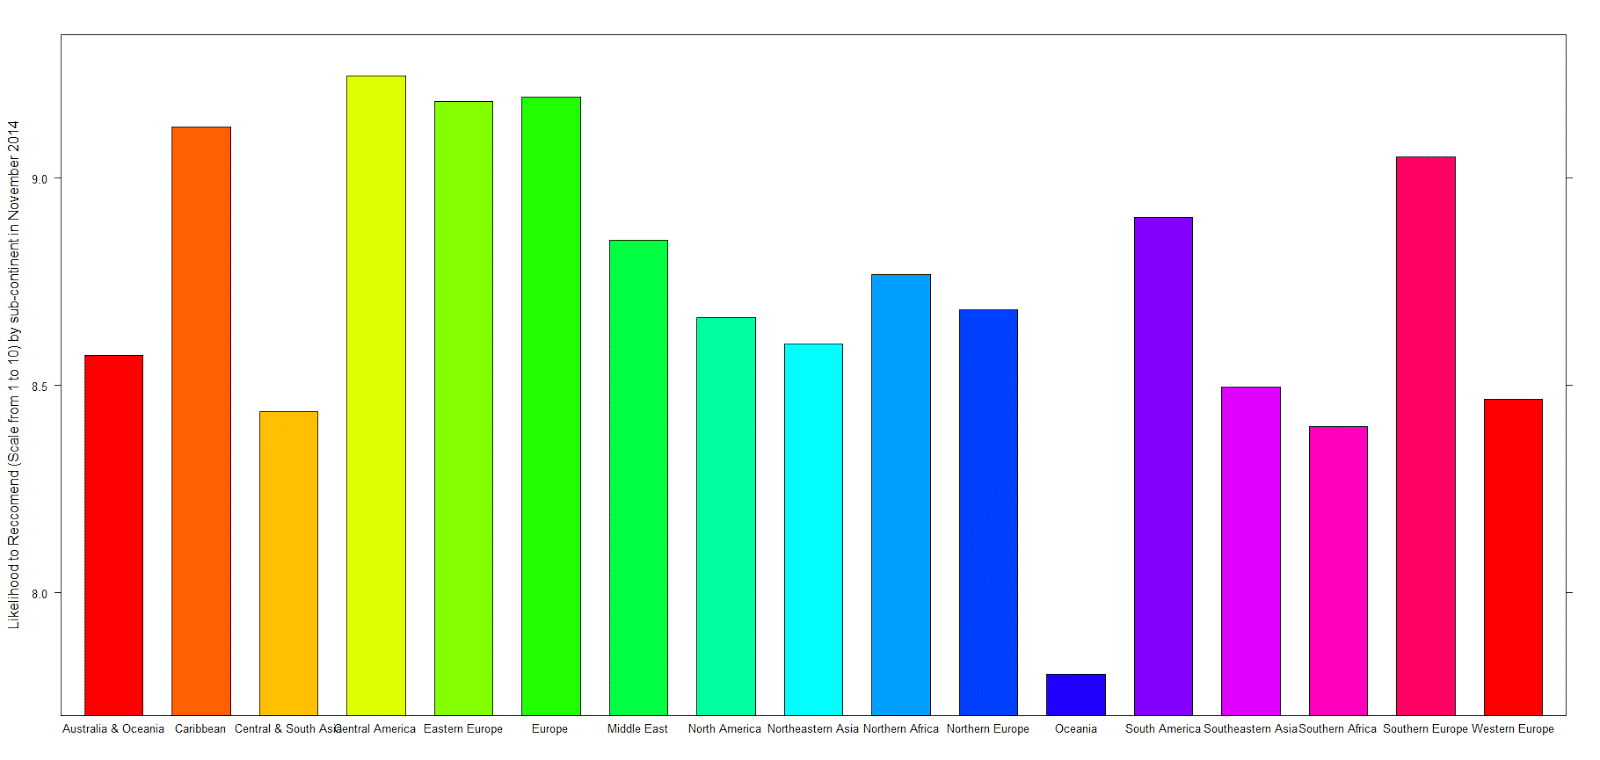 Likelihood to Reccomend (Scale from 1 to 10) by sub-continent in November 2014
9.0
8.5
8.0
Australia & Oceania
Caribbean
Central & South Asia
Central America
Eastern Europe
Europe
Middle East
North America
Northeastern Asia
Northern Africa
Northern Europe
Oceania
South America
Southeastern Asia
Southern Africa
Southern Europe
Western Europe